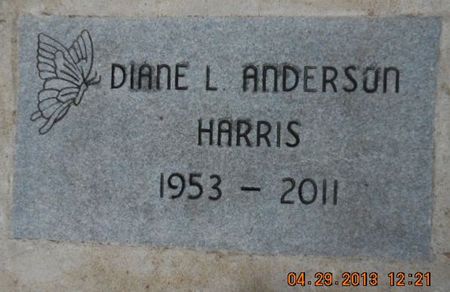 DIANE L. ANDERSON
HARRIS
1953 - 2011
04.29.2013 12:21